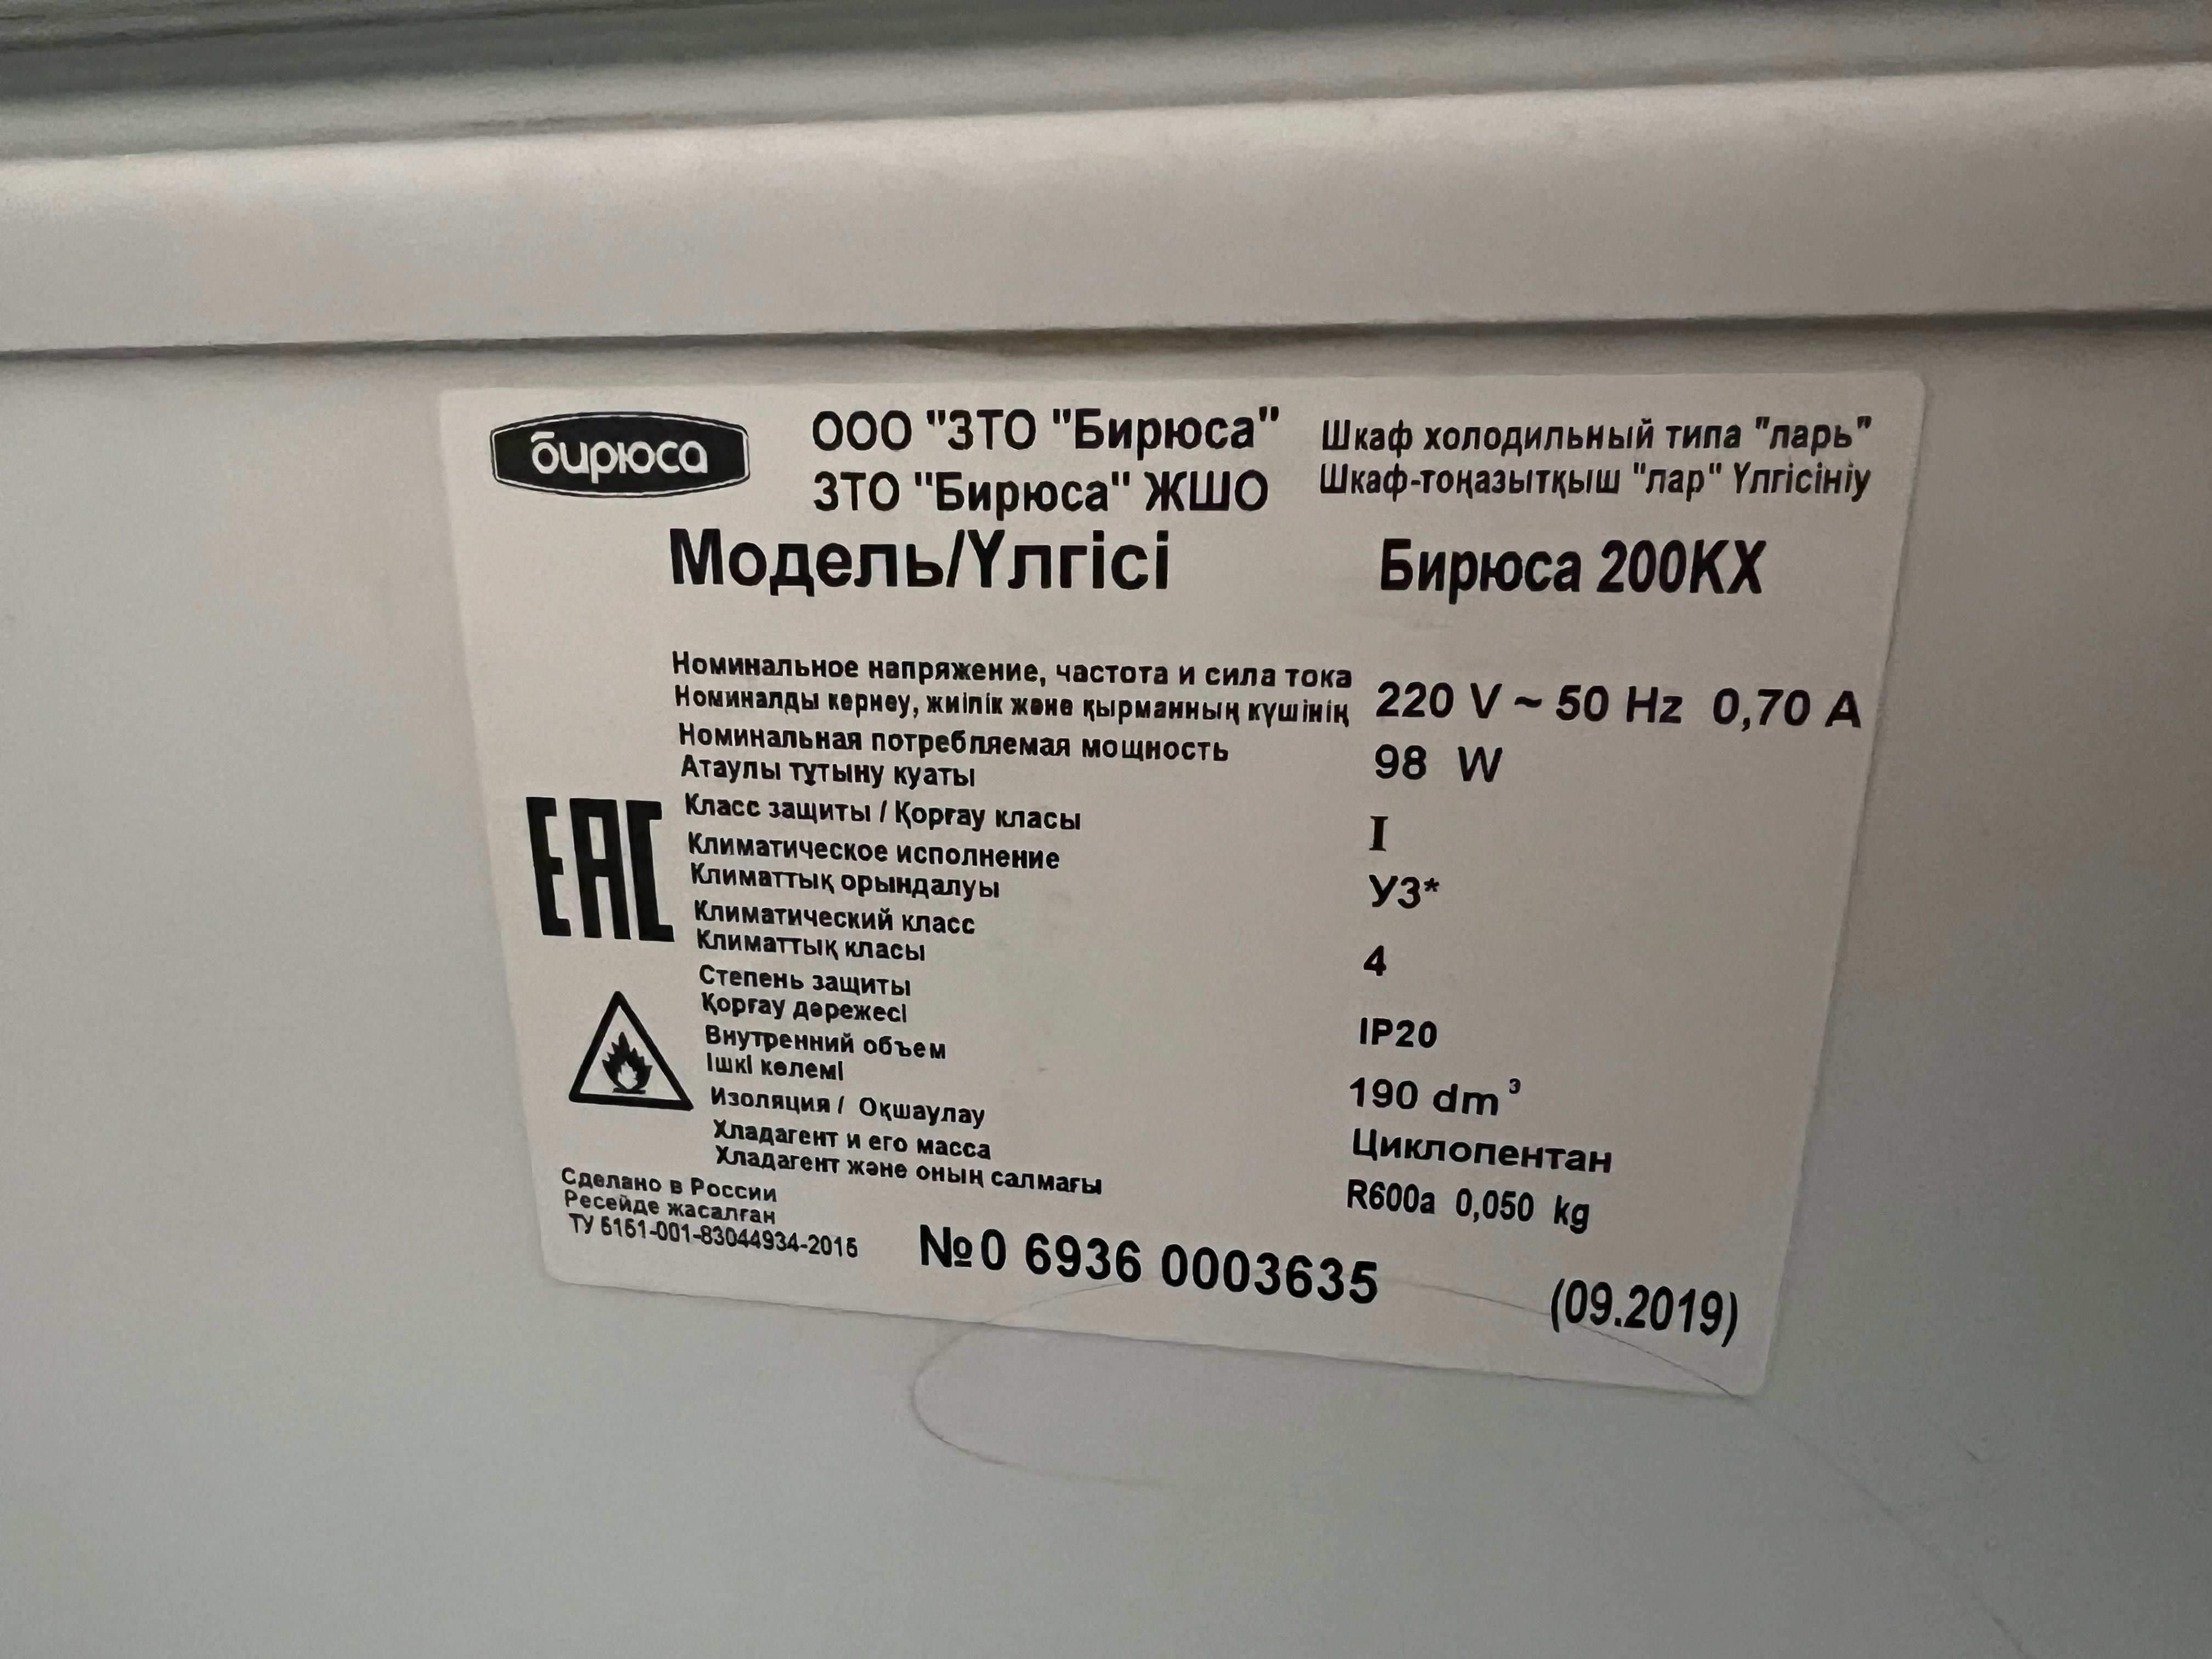 бирюса
ООО "ЗТО "Бирюса"
ЗТО "Бирюса" ЖШО
Шкаф холодильный типа "ларь"
Шкаф-тоңазытқыш "лар" Үлгісініу
Модель/Үлгісі Бирюса 200КХ
Номинальное напряжение, частота и сила тока
Номиналды кернеу, жиілік және қырманның күшінің
220 V ~ 50 Hz 0,70 A
Номинальная потребляемая мощность
Атаулы тұтыну куаты
98 W
Класс защиты / Қорғау класы I
Климатическое исполнение
Климаттық орындалуы
У3*
Климатический класс
Климаттық класы
4
Степень защиты
Қорғау дәрежесі
IP20
Внутренний объем
Ішкі көлемі
190 dm³
Изоляция / Оқшаулау Циклопентан
Хладагент и его масса
Хладагент және оның салмағы
R600a 0,050 kg
EAC
Сделано в России
Ресейде жасалған
ТУ 5151-001-83044934-2015
№0 6936 0003635
(09.2019)